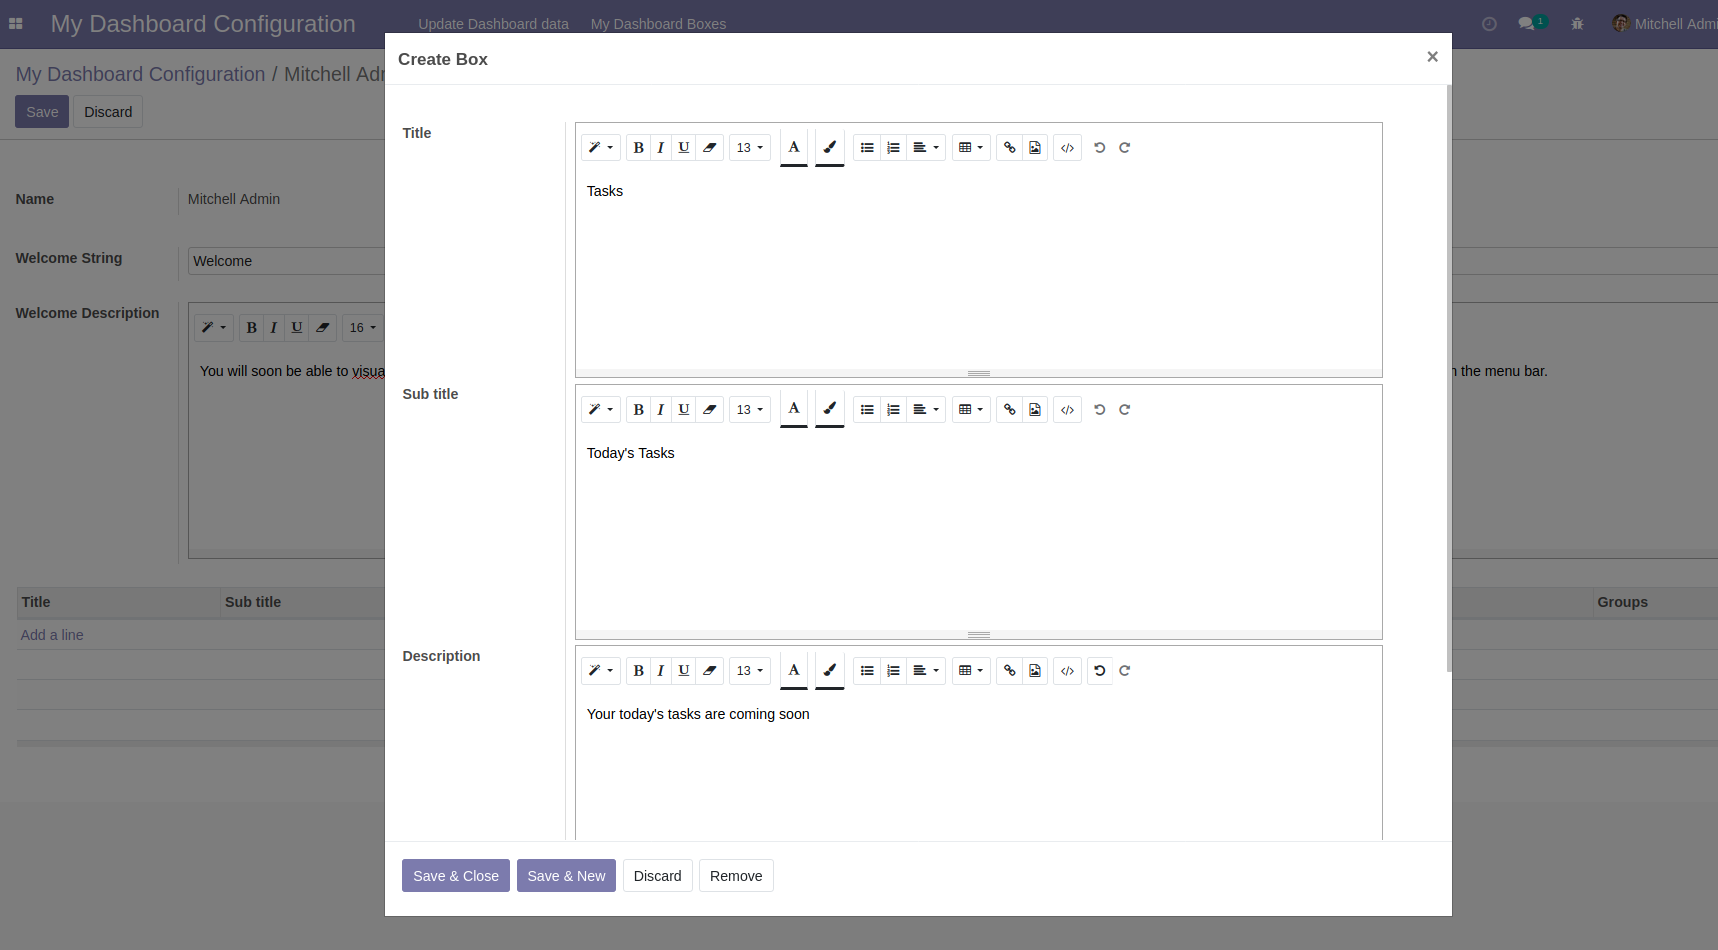 My Dashboard Configuration Update Dashboard data My Dashboard Boxes 1 Mitchell Admi
My Dashboard Configuration / Mitchell Adr
Save Discard
Name Mitchell Admin
Welcome String Welcome
Welcome Description
B I U 16
You will soon be able to visua the menu bar.
Title Sub title Groups
Add a line
Create Box ×
Title
B I U 13 A
Tasks
Sub title
B I U 13 A
Today's Tasks
Description
B I U 13 A
Your today's tasks are coming soon
Save & Close Save & New Discard Remove